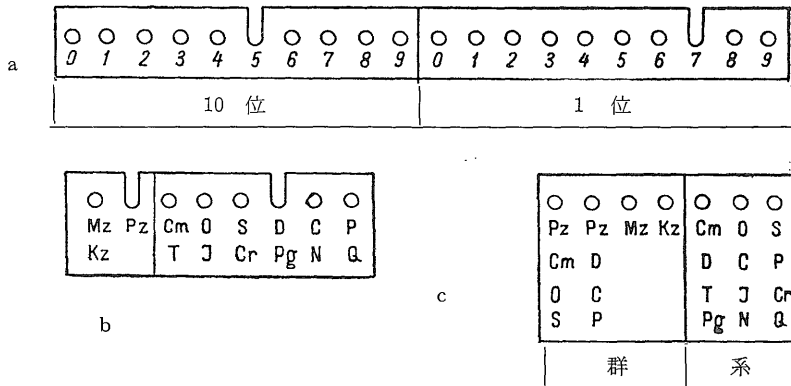 a
0 1 2 3 4 5 6 7 8 9 0 1 2 3 4 5 6 7 8 9
10 位 1 位
Mz Pz Cm O S D C P
Kz T J Cr Pg N Q
b
Pz Pz Mz Kz Cm O S
Cm D D C P
O C T J Cr
S P Pg N Q
c
群 系